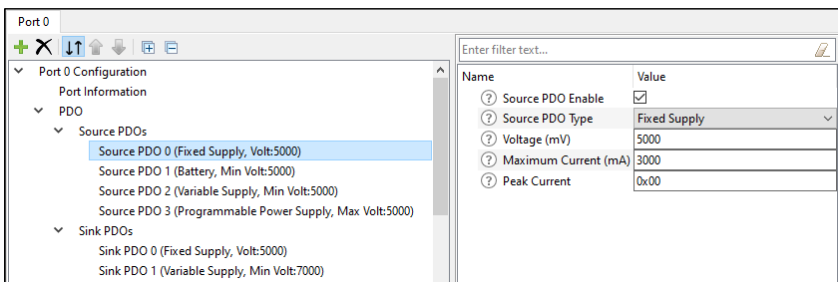 Port 0
Enter filter text...
Port 0 Configuration
Port Information
PDO
Source PDOs
Source PDO 0 (Fixed Supply, Volt:5000)
Source PDO 1 (Battery, Min Volt:5000)
Source PDO 2 (Variable Supply, Min Volt:5000)
Source PDO 3 (Programmable Power Supply, Max Volt:5000)
Sink PDOs
Sink PDO 0 (Fixed Supply, Volt:5000)
Sink PDO 1 (Variable Supply, Min Volt:7000)
Name Value
? Source PDO Enable
? Source PDO Type Fixed Supply
? Voltage (mV) 5000
? Maximum Current (mA) 3000
? Peak Current 0x00